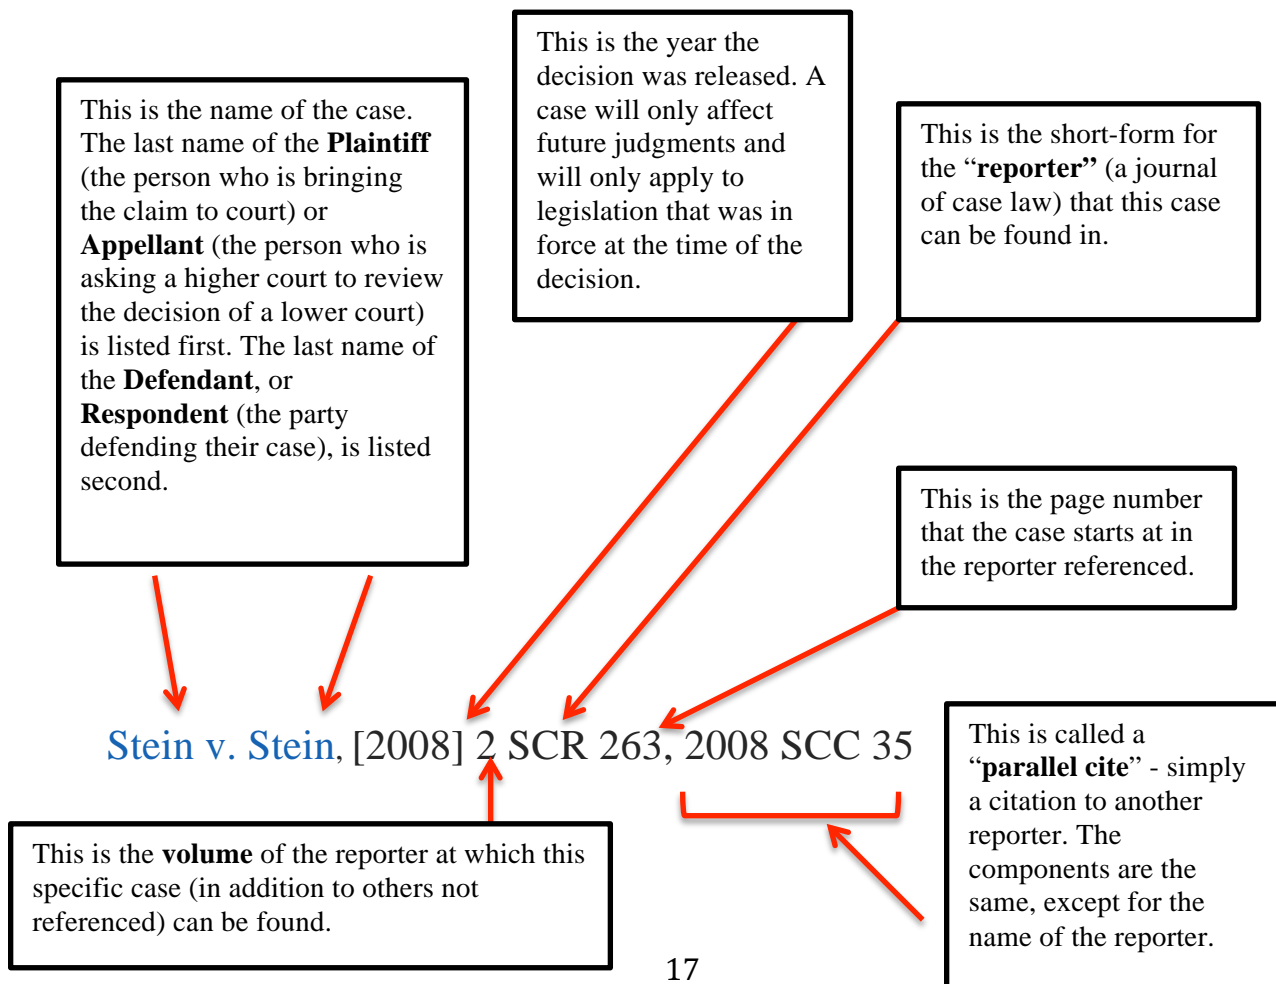 This is the name of the case.
The last name of the Plaintiff
(the person who is bringing
the claim to court) or
Appellant (the person who is
asking a higher court to review
the decision of a lower court)
is listed first. The last name of
the Defendant, or
Respondent (the party
defending their case), is listed
second.
This is the year the
decision was released. A
case will only affect
future judgments and
will only apply to
legislation that was in
force at the time of the
decision.
This is the short-form for
the “reporter” (a journal
of case law) that this case
can be found in.
This is the page number
that the case starts at in
the reporter referenced.
Stein v. Stein, [2008] 2 SCR 263, 2008 SCC 35
This is the volume of the reporter at which this
specific case (in addition to others not
referenced) can be found.
This is called a
“parallel cite” - simply
a citation to another
reporter. The
components are the
same, except for the
name of the reporter.
17